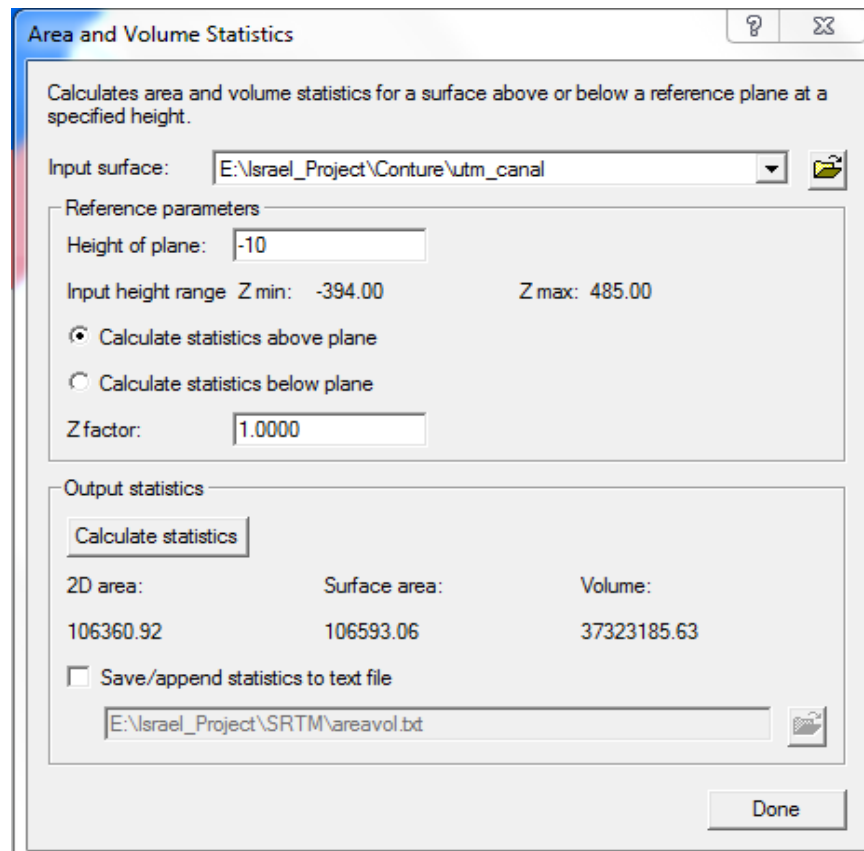 Area and Volume Statistics
Calculates area and volume statistics for a surface above or below a reference plane at a
specified height.
Input surface: E:\Israel_Project\Conture\utm_canal
Reference parameters
Height of plane: -10
Input height range Z min: -394.00 Z max: 485.00
Calculate statistics above plane
Calculate statistics below plane
Z factor: 1.0000
Output statistics
Calculate statistics
2D area: Surface area: Volume:
106360.92 106593.06 37323185.63
Save/append statistics to text file
E:\Israel_Project\SRTM\areavol.txt
Done